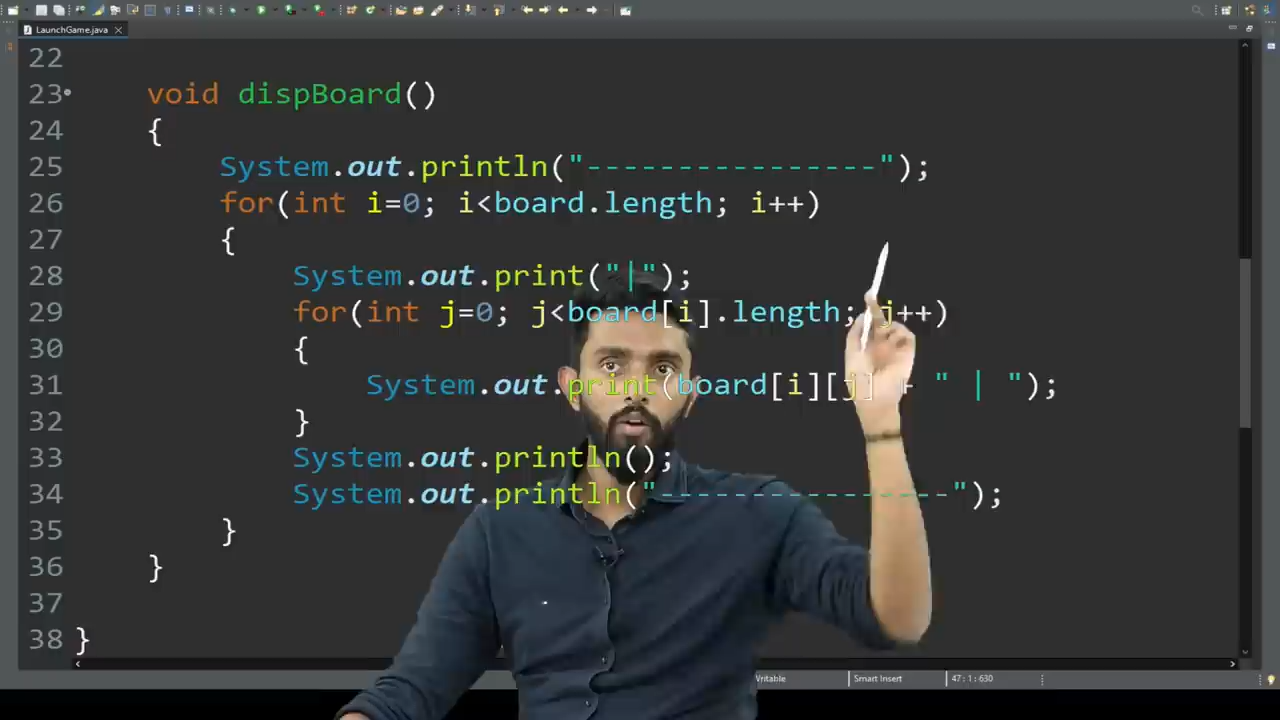 LaunchGame.java
22
23 void dispBoard()
24 {
25 System.out.println("----------------");
26 for(int i=0; i<board.length; i++)
27 {
28 System.out.print("|");
29 for(int j=0; j<board[i].length; j++)
30 {
31 System.out.print(board[i][j] + " | ");
32 }
33 System.out.println();
34 System.out.println("----------------");
35 }
36 }
37
38 }
Writable Smart Insert 47:1:630